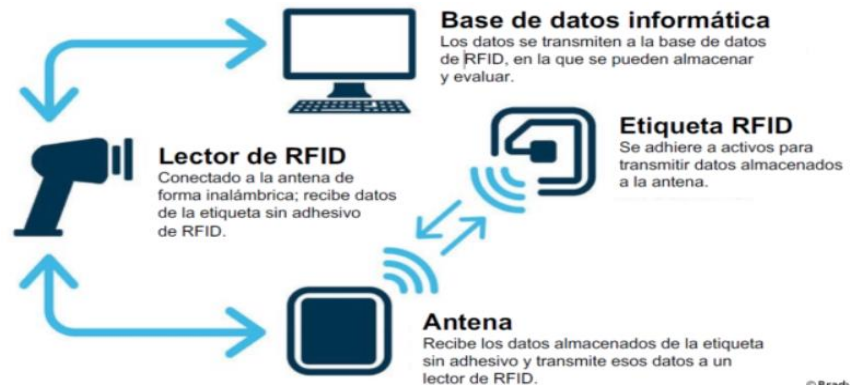 Base de datos informática
Los datos se transmiten a la base de datos
de RFID, en la que se pueden almacenar
y evaluar.
Etiqueta RFID
Se adhiere a activos para
transmitir datos almacenados
a la antena.
Lector de RFID
Conectado a la antena de
forma inalámbrica; recibe datos
de la etiqueta sin adhesivo
de RFID.
Antena
Recibe los datos almacenados de la etiqueta
sin adhesivo y transmite esos datos a un
lector de RFID.